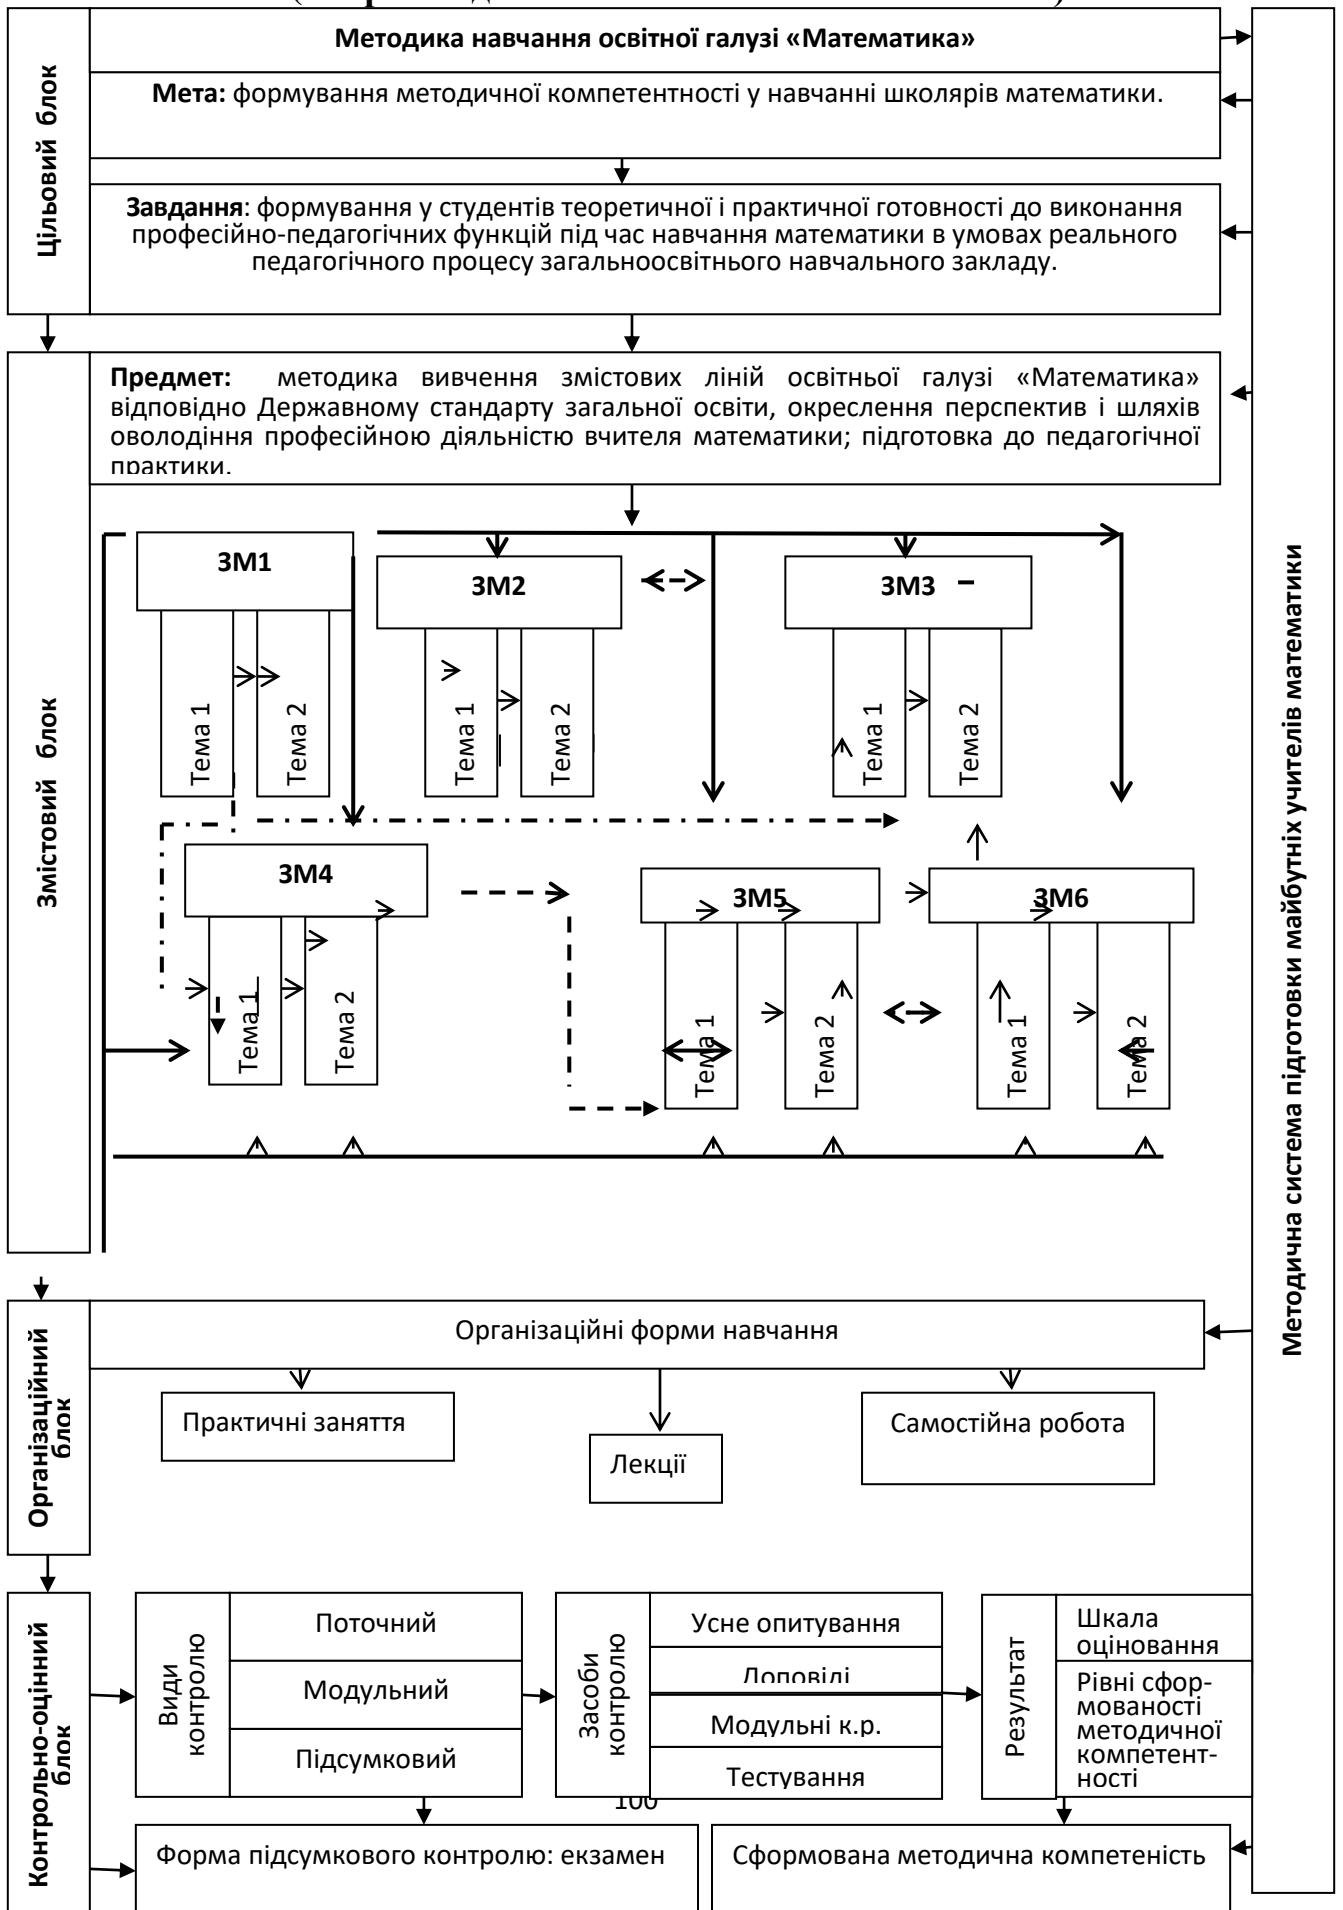 Методика навчання освітної галузі «Математика»
Мета: формування методичної компетентності у навчанні школярів математики.
Цільовий блок
Завдання: формування у студентів теоретичної і практичної готовності до виконання
професійно-педагогічних функцій під час навчання математики в умовах реального
педагогічного процесу загальноосвітнього навчального закладу.
Предмет: методика вивчення змістових ліній освітньої галузі «Математика»
відповідно Державному стандарту загальної освіти, окреслення перспектив і шляхів
оволодіння професійною діяльністю вчителя математики; підготовка до педагогічної
практики.
Змістовий блок
ЗМ1
Тема 1
Тема 2
ЗМ2
Тема 1
Тема 2
ЗМ3
Тема 1
Тема 2
ЗМ4
Тема 1
Тема 2
ЗМ5
Тема 1
Тема 2
ЗМ6
Тема 1
Тема 2
Методична система підготовки майбутніх учителів математики
Організаційний
блок
Організаційні форми навчання
Практичні заняття
Лекції
Самостійна робота
Контрольно-оцінний
блок
Види
контролю
Поточний
Модульний
Підсумковий
Засоби
контролю
Усне опитування
Доповіді
Модульні к.р.
Тестування
Результат
Шкала
оціновання
Рівні сфор-
мованості
методичної
компетент-
ності
100
Форма підсумкового контролю: екзамен
Сформована методична компетеність